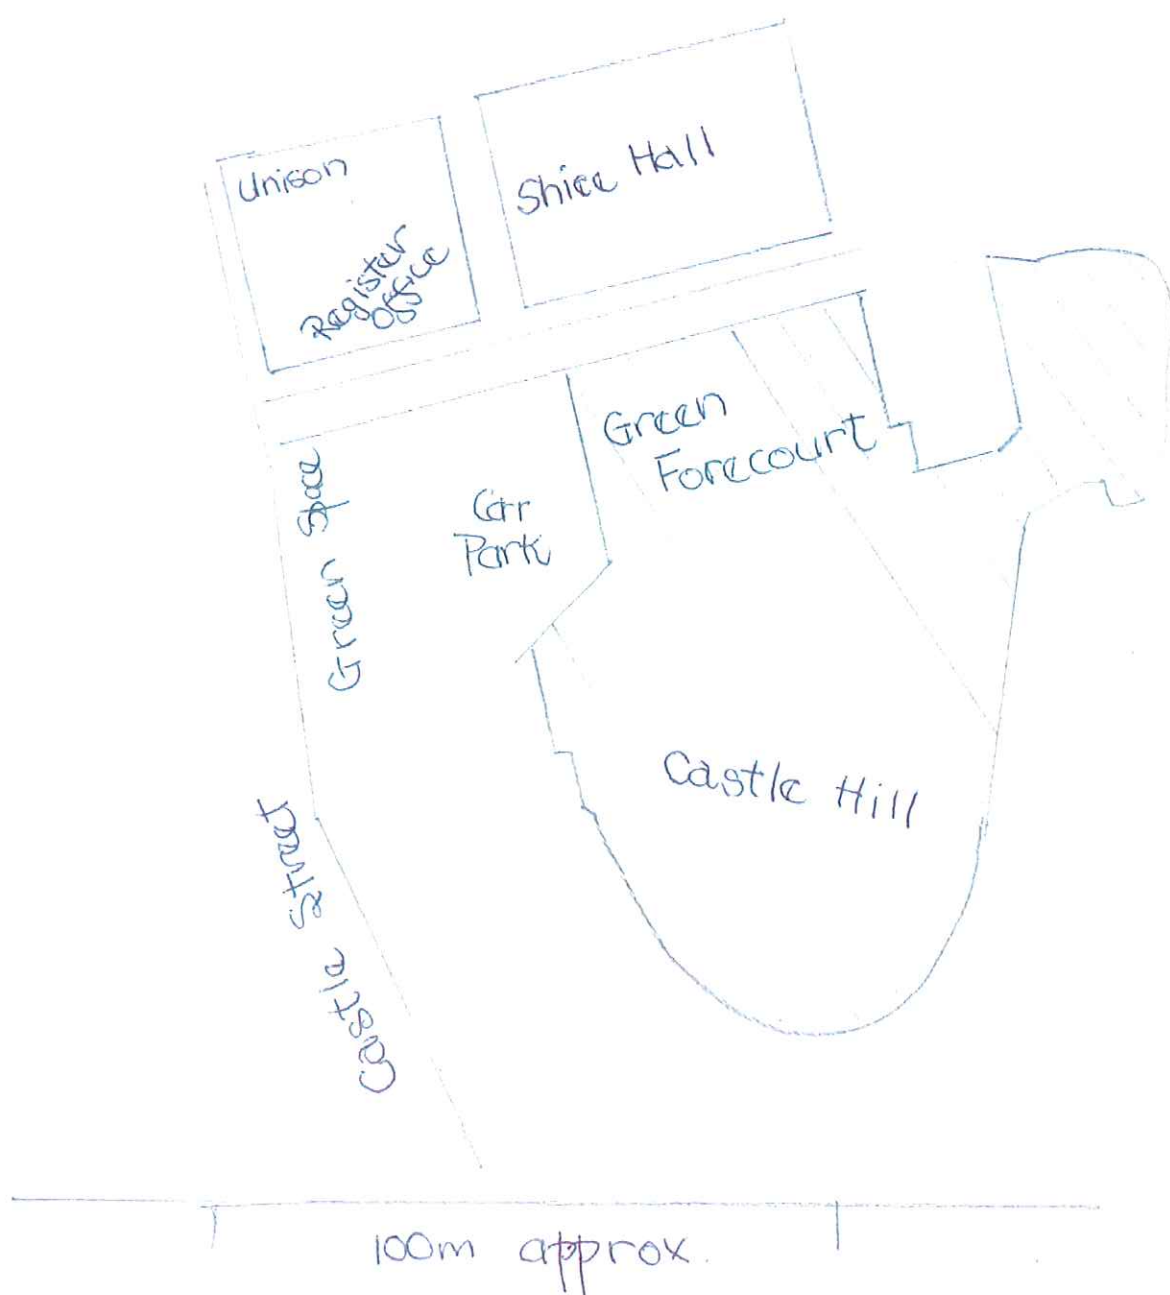 Unison
Register
Office
Shire Hall
Green
Forecourt
Green Space
Car
Park
Castle Hill
Castle Street
100m approx.